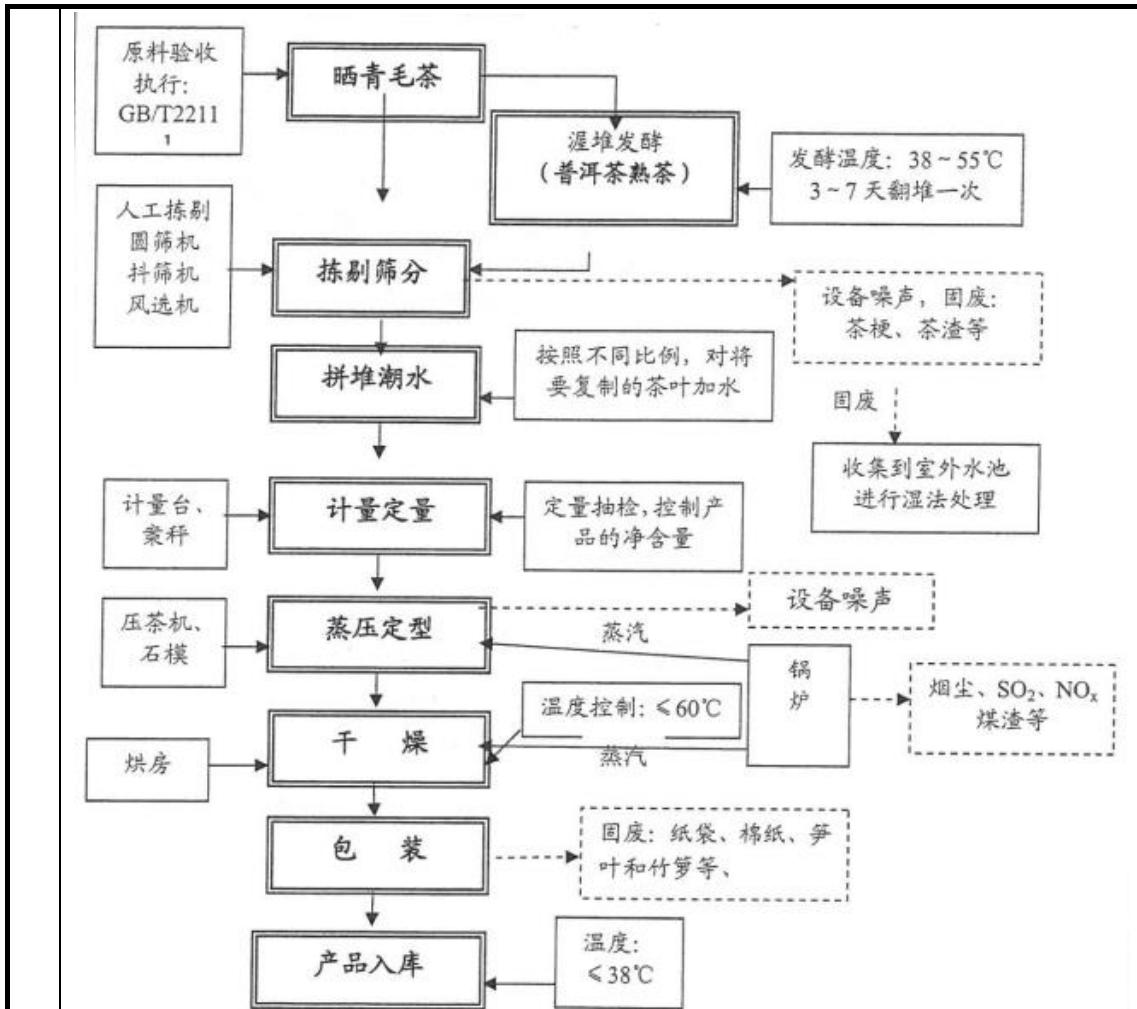 原料验收
执行：
GB/T2211
1
晒青毛茶
渥堆发酵
（普洱茶熟茶）
发酵温度：38～55℃
3～7天翻堆一次
人工拣剔
圆筛机
抖筛机
风选机
拣剔筛分
设备噪声，固废：
茶梗、茶渣等
拼堆潮水
按照不同比例，对将
要复制的茶叶加水
固废
收集到室外水池
进行湿法处理
计量台、
案秤
计量定量
定量抽检，控制产
品的净含量
压茶机、
石模
蒸压定型
设备噪声
蒸汽
锅
炉
烟尘、SO₂、NOₓ
煤渣等
温度控制：≤60℃
烘房
干 燥
蒸汽
包 装
固废：纸袋、棉纸、笋
叶和竹箩等、
产品入库
温度：
≤38℃